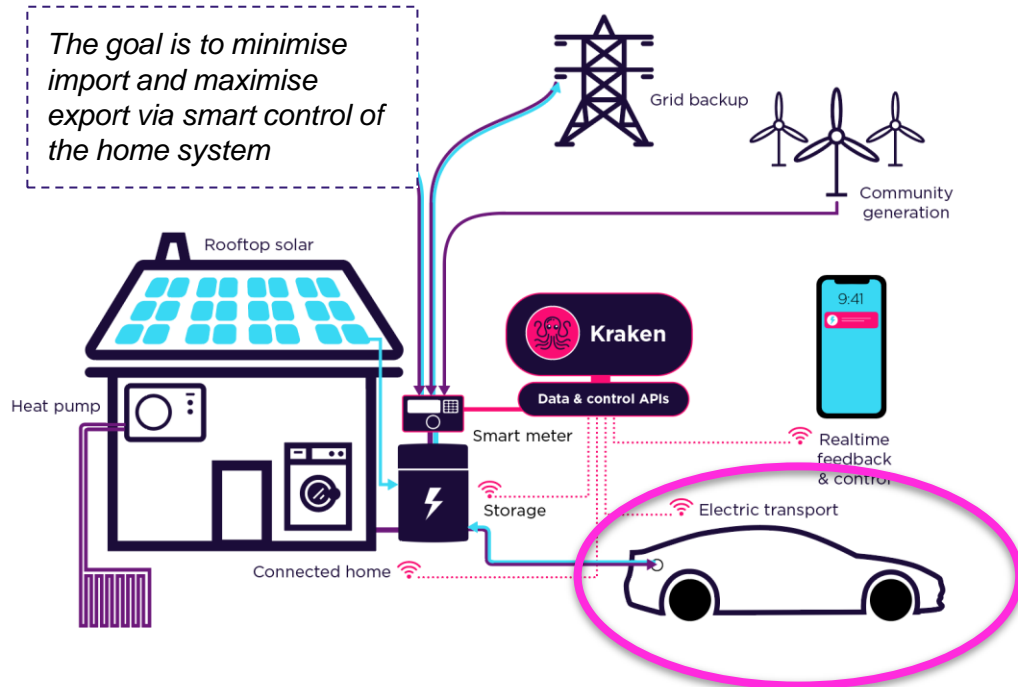 The goal is to minimise
import and maximise
export via smart control of
the home system
Grid backup
Community
generation
Rooftop solar
9:41
Kraken
Heat pump
Data & control APIs
Smart meter
Realtime
feedback
& control
Storage
Electric transport
Connected home